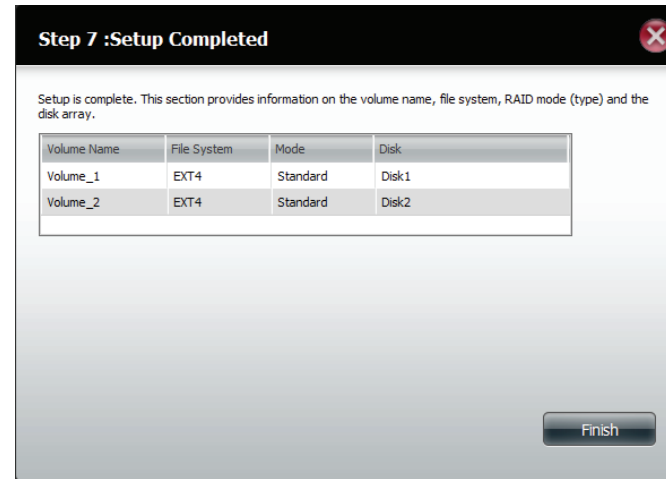 Step 7 :Setup Completed
Setup is complete. This section provides information on the volume name, file system, RAID mode (type) and the
disk array.
Volume Name File System Mode Disk
Volume_1 EXT4 Standard Disk1
Volume_2 EXT4 Standard Disk2
Finish